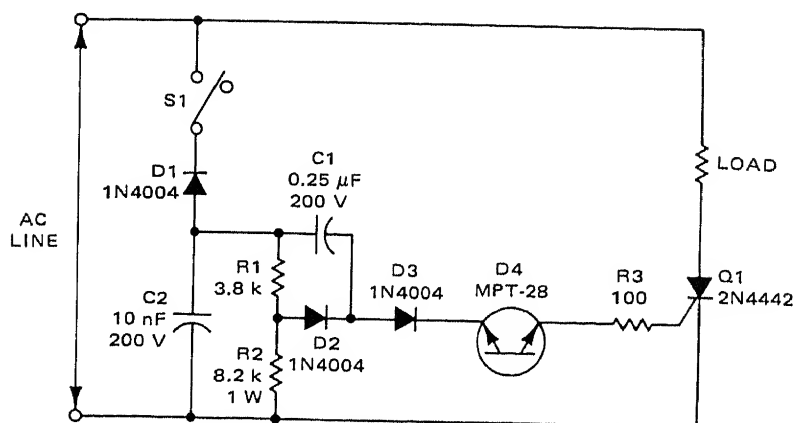 S1
D1
1N4004
C1
0.25 μF
200 V
LOAD
AC
LINE
R1
3.8 k
D3
1N4004
D4
MPT-28
R3
100
Q1
2N4442
C2
10 nF
200 V
D2
1N4004
R2
8.2 k
1 W